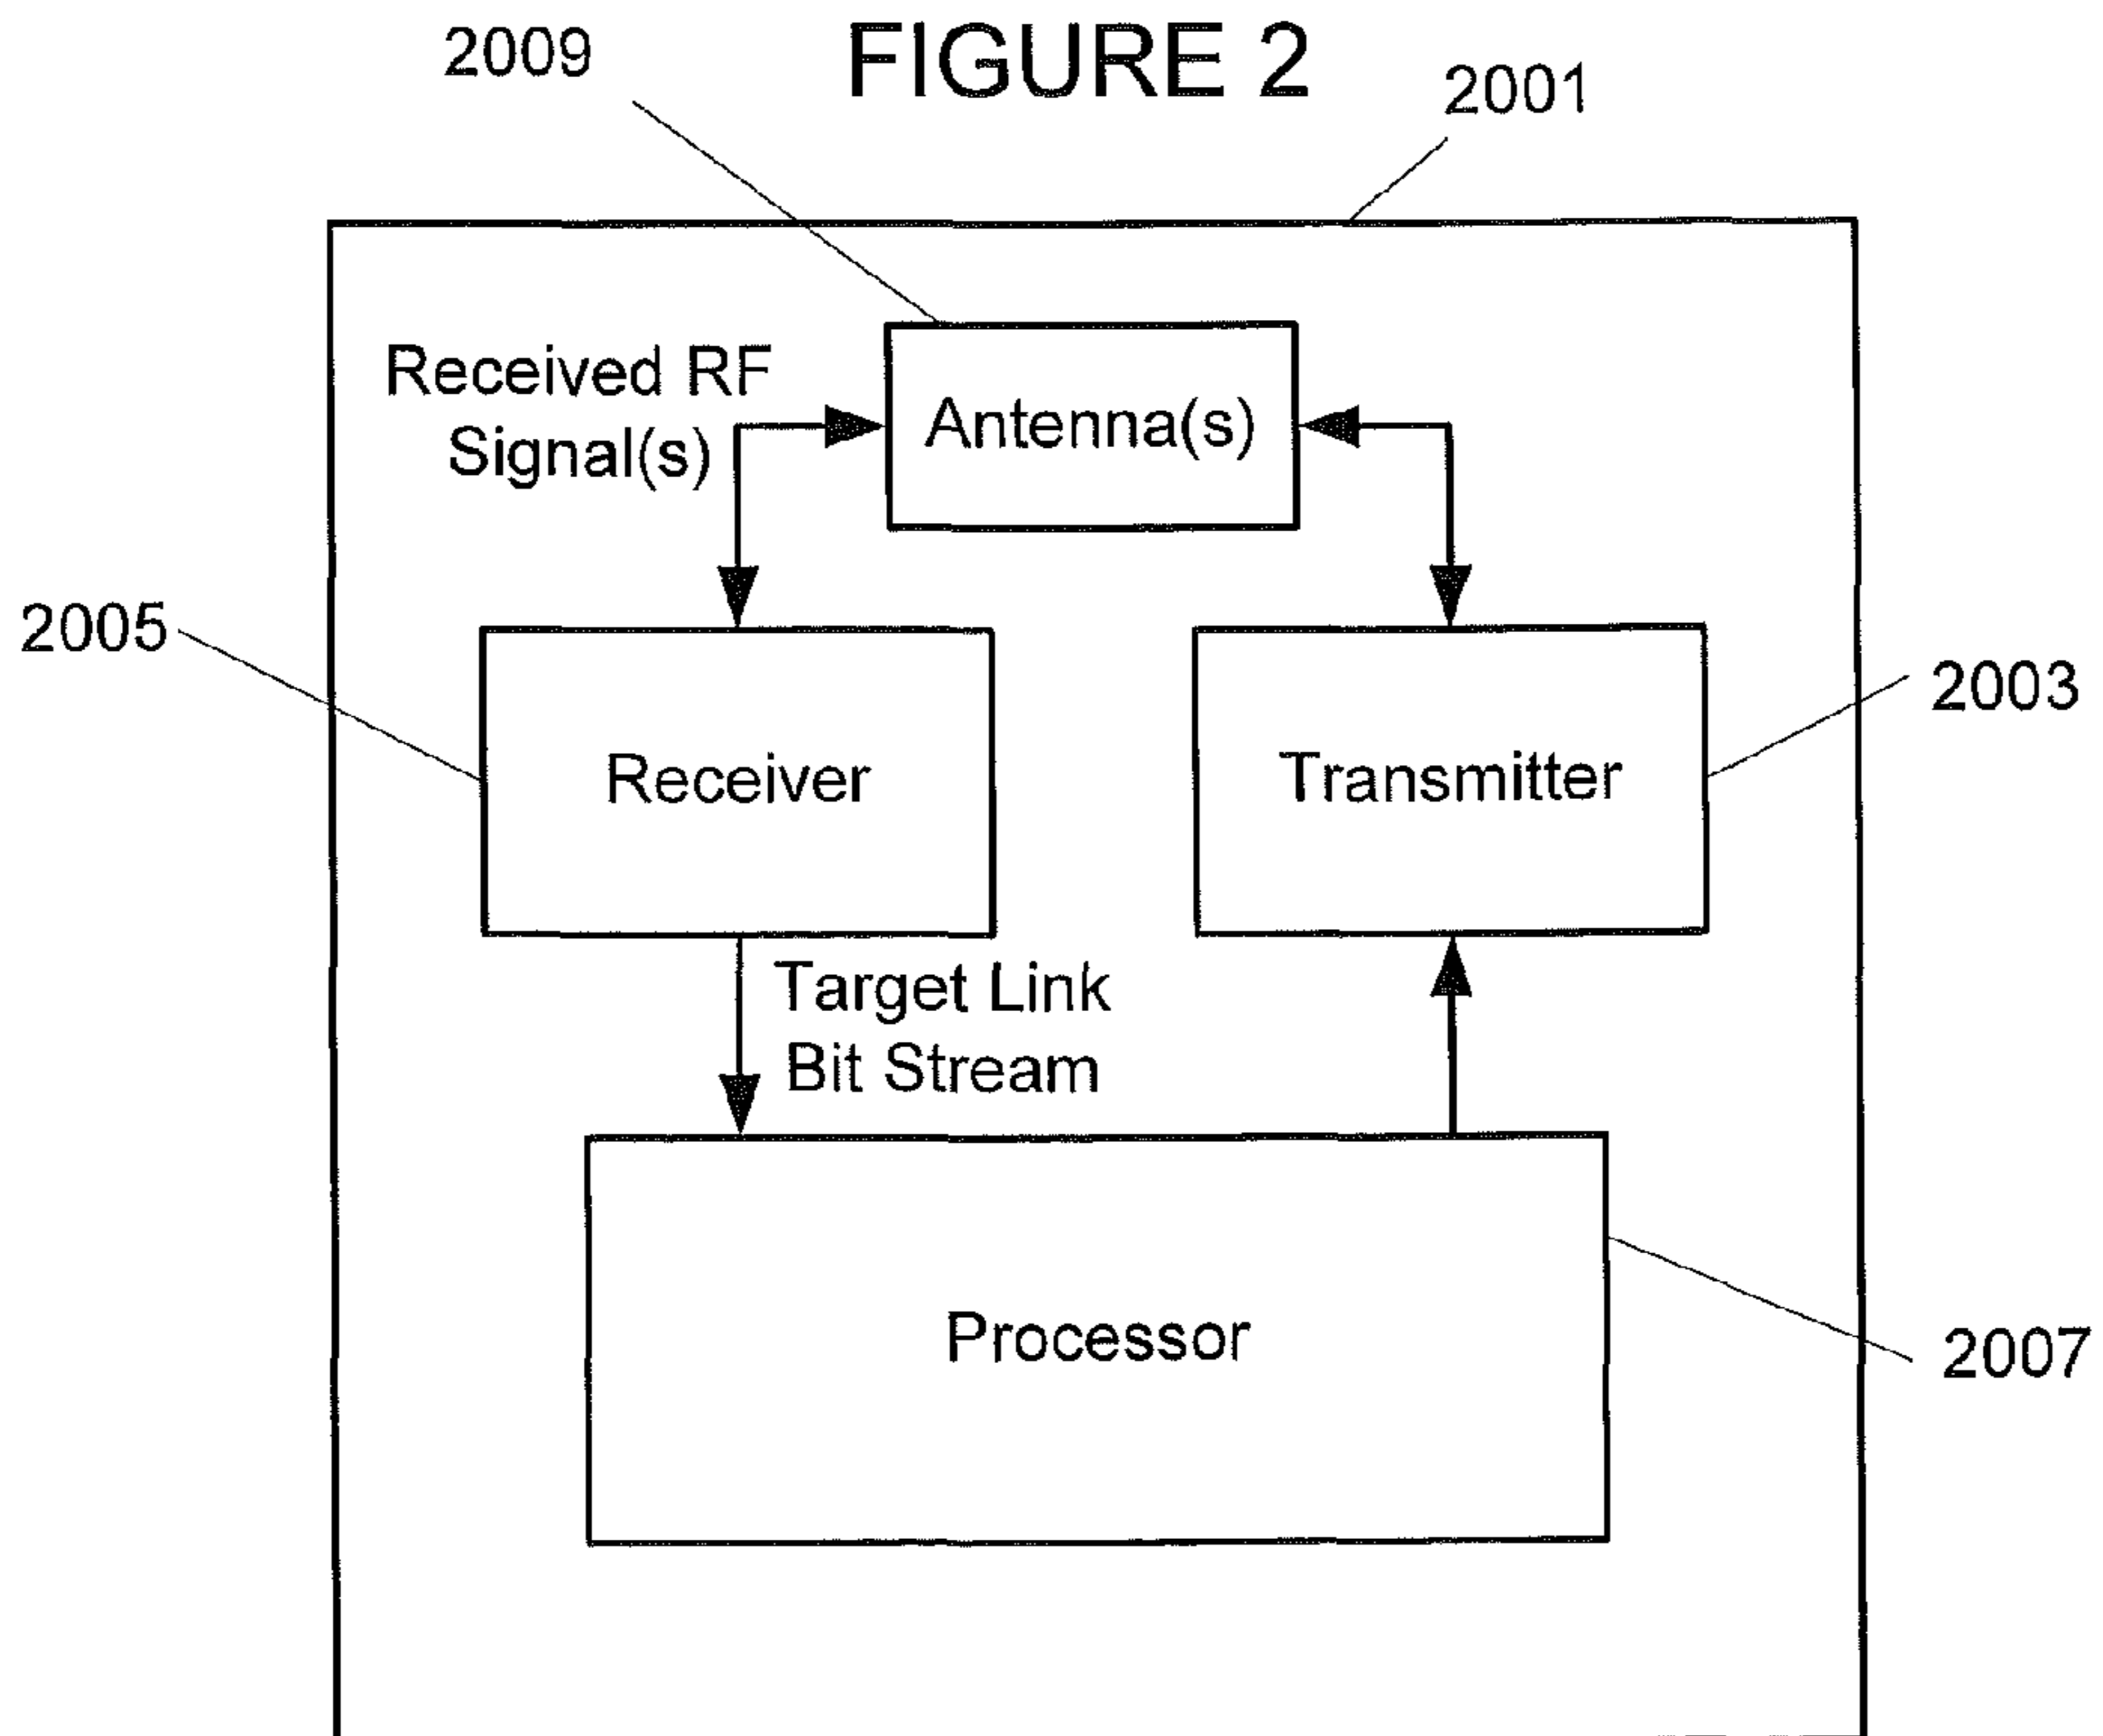 FIGURE 2
2009
2001
Received RF
Signal(s)
Antenna(s)
2005
Receiver
Transmitter
2003
Target Link
Bit Stream
Processor
2007